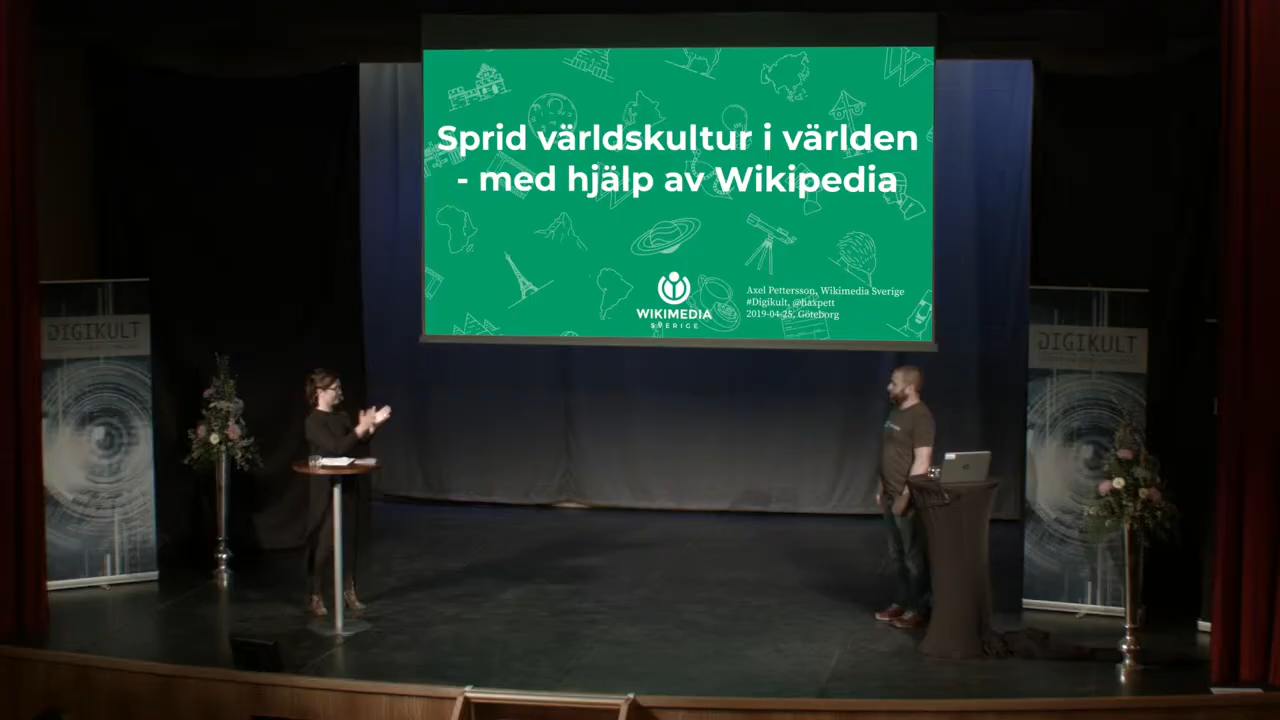 Sprid världskultur i världen
- med hjälp av Wikipedia
WIKIMEDIA
SVERIGE
Axel Pettersson, Wikimedia Sverige
#Digikult, @haxpett
2019-04-25, Göteborg
DIGIKULT
DIGIKULT